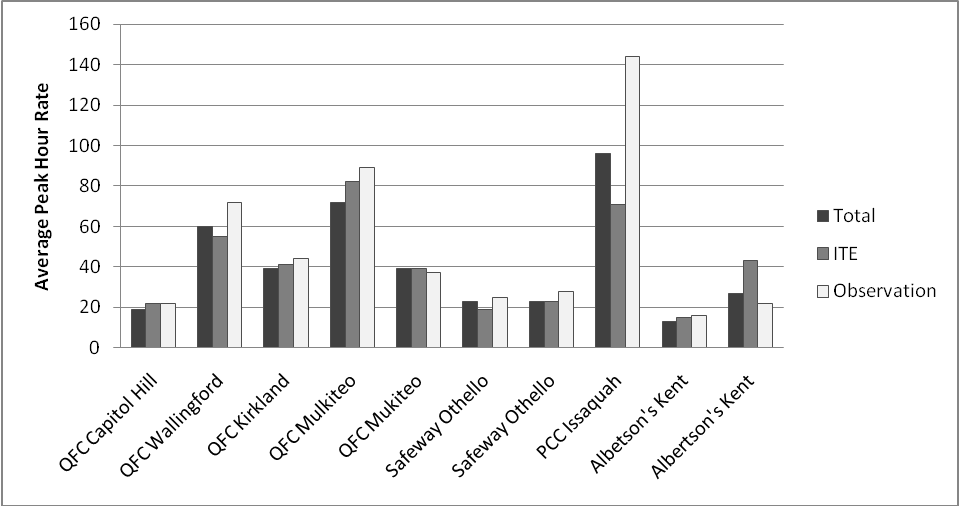 160
140
120
100
80
60
40
20
0
Average Peak Hour Rate
QFC Capitol Hill
QFC Wallingford
QFC Kirkland
QFC Mulkiteo
QFC Mukiteo
Safeway Othello
Safeway Othello
PCC Issaquah
Albetson's Kent
Albertson's Kent
Total
ITE
Observation